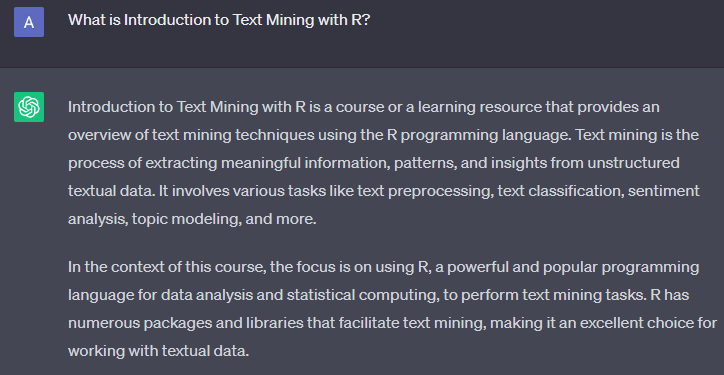 A
What is Introduction to Text Mining with R?
Introduction to Text Mining with R is a course or a learning resource that provides an
overview of text mining techniques using the R programming language. Text mining is the
process of extracting meaningful information, patterns, and insights from unstructured
textual data. It involves various tasks like text preprocessing, text classification, sentiment
analysis, topic modeling, and more.
In the context of this course, the focus is on using R, a powerful and popular programming
language for data analysis and statistical computing, to perform text mining tasks. R has
numerous packages and libraries that facilitate text mining, making it an excellent choice for
working with textual data.